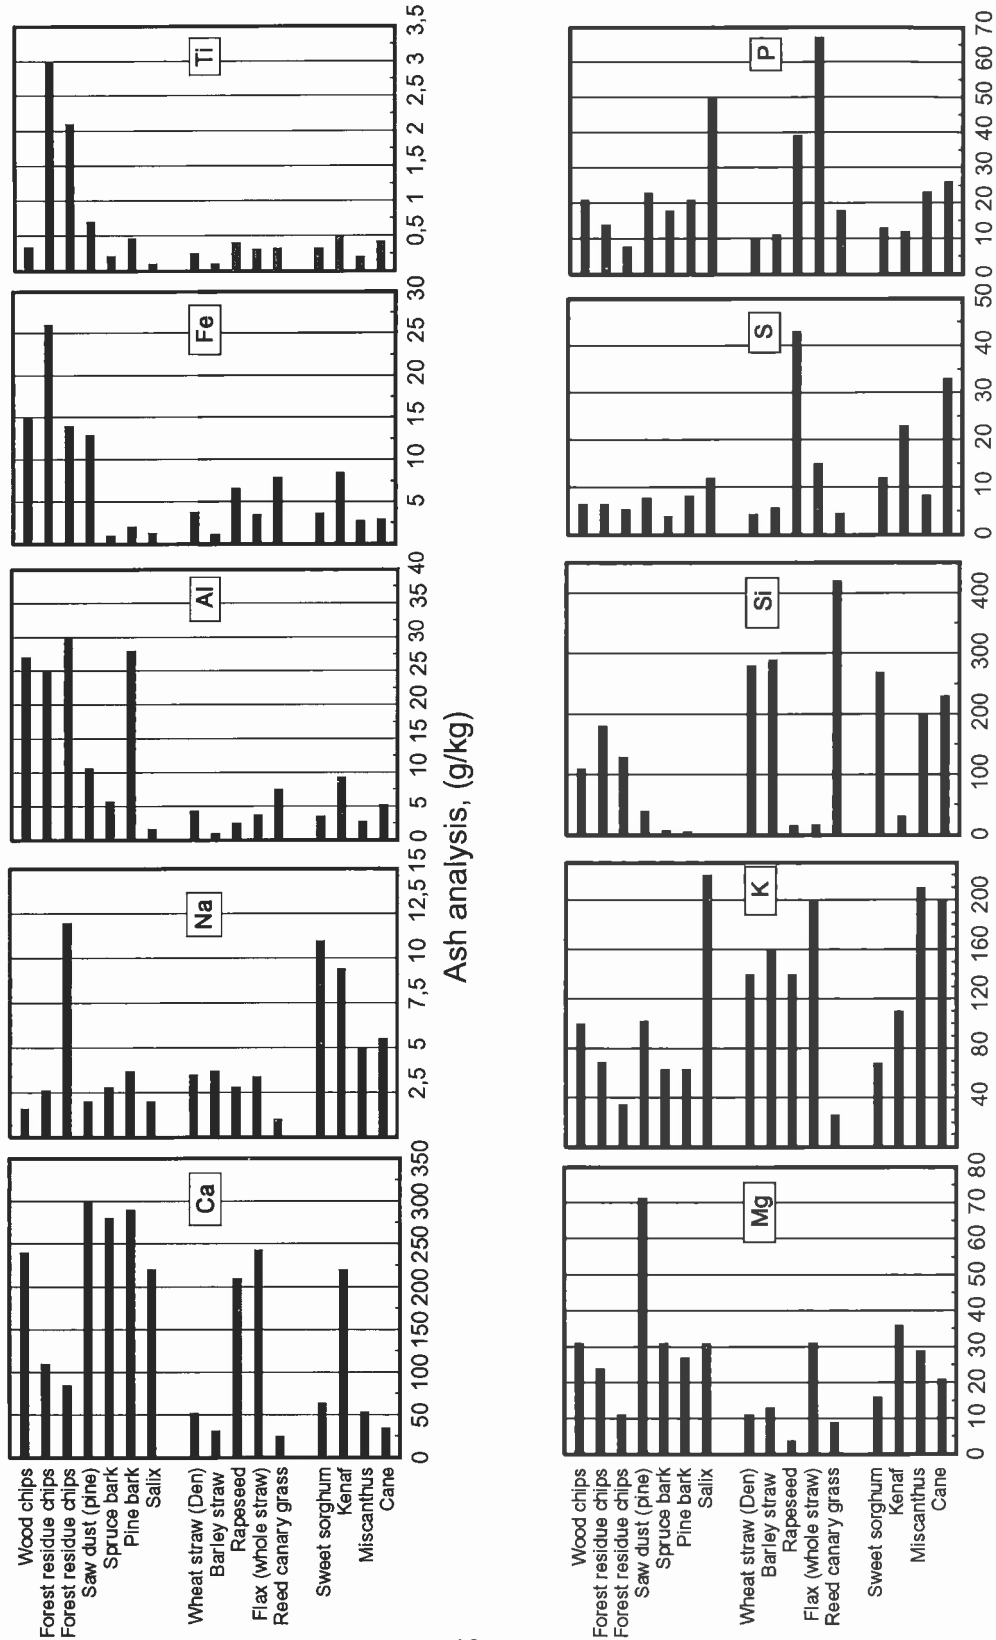 Wood chips
Forest residue chips
Forest residue chips
Saw dust (pine)
Spruce bark
Pine bark
Salix
Wheat straw (Den)
Barley straw
Rapeseed
Flax (whole straw)
Reed canary grass
Sweet sorghum
Kenaf
Miscanthus
Cane
Ca
Na
Al
Fe
Ti
0 50 100 150 200 250 300 350
2,5 5 7,5 10 12,5 15
0 5 10 15 20 25 30 35 40
5 10 15 20 25 30
0,5 1 1,5 2 2,5 3 3,5
Ash analysis, (g/kg)
Wood chips
Forest residue chips
Forest residue chips
Saw dust (pine)
Spruce bark
Pine bark
Salix
Wheat straw (Den)
Barley straw
Rapeseed
Flax (whole straw)
Reed canary grass
Sweet sorghum
Kenaf
Miscanthus
Cane
Mg
K
Si
S
P
0 10 20 30 40 50 60 70 80
40 80 120 160 200
0 100 200 300 400
0 10 20 30 40 50
0 10 20 30 40 50 60 70